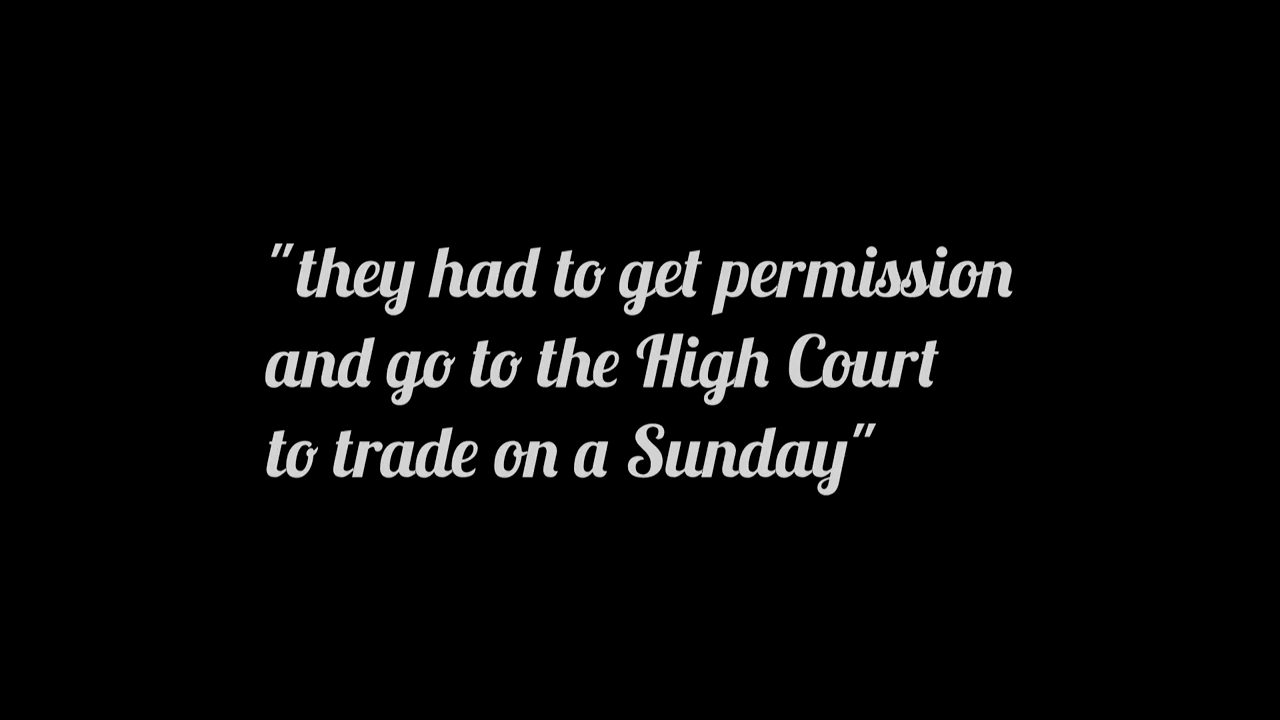 "they had to get permission
and go to the High Court
to trade on a Sunday"